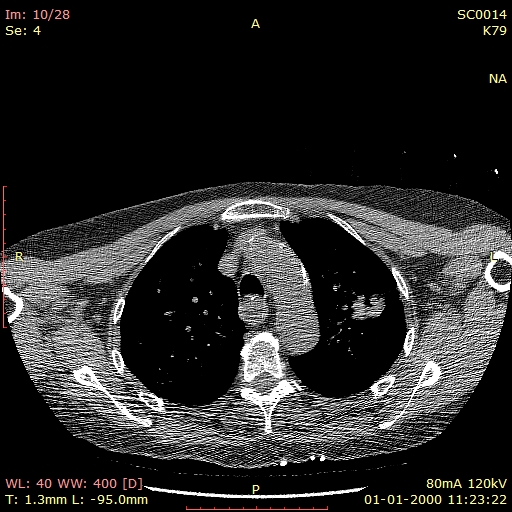 Im: 10/28
Se: 4
A
SC0014
K79
NA
R
L
WL: 40 WW: 400 [D]
T: 1.3mm L: -95.0mm
P
80mA 120kV
01-01-2000 11:23:22